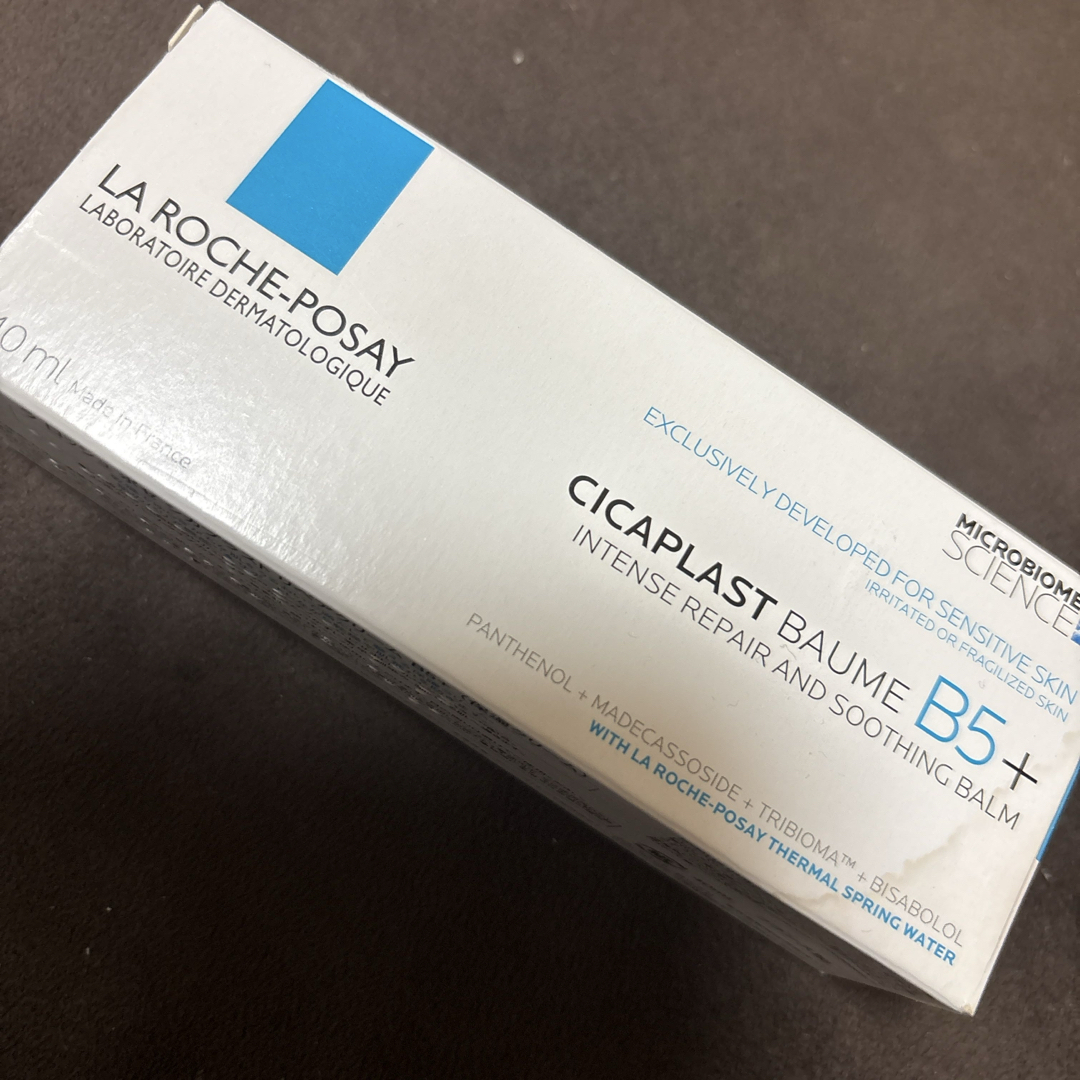 LA ROCHE-POSAY
LABORATOIRE DERMATOLOGIQUE
Made in France
MICROBIOME
SCIENCE
EXCLUSIVELY DEVELOPED FOR SENSITIVE SKIN
IRRITATED OR FRAGILIZED SKIN
CICAPLAST BAUME B5+
INTENSE REPAIR AND SOOTHING BALM
PANTHENOL + MADECASSOSIDE + TRIBIOMA™ + BISABOLOL
WITH LA ROCHE-POSAY THERMAL SPRING WATER